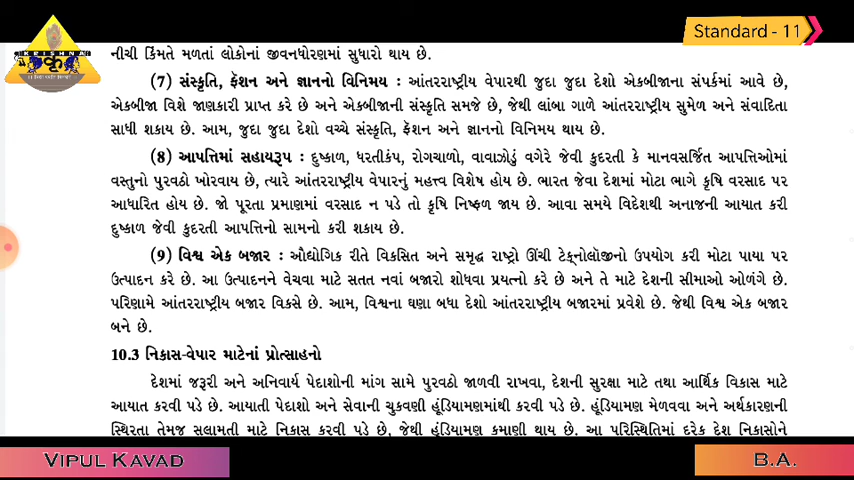 Standard - 11
KRISHNA
કૃ
નીચી કિંમતે મળતાં લોકોનાં જીવનધોરણમાં સુધારો થાય છે.
(7) સંસ્કૃતિ, ફૅશન અને જ્ઞાનનો વિનિમય : આંતરરાષ્ટ્રીય વેપારથી જુદા જુદા દેશો એકબીજાના સંપર્કમાં આવે છે,
એકબીજા વિશે જાણકારી પ્રાપ્ત કરે છે અને એકબીજાની સંસ્કૃતિ સમજે છે, જેથી લાંબા ગાળે આંતરરાષ્ટ્રીય સુમેળ અને સંવાદિતા
સાધી શકાય છે. આમ, જુદા જુદા દેશો વચ્ચે સંસ્કૃતિ, ફૅશન અને જ્ઞાનનો વિનિમય થાય છે.
(8) આપત્તિમાં સહાયરૂપ : દુષ્કાળ, ધરતીકંપ, રોગચાળો, વાવાઝોડું વગેરે જેવી કુદરતી કે માનવસર્જિત આપત્તિઓમાં
વસ્તુનો પુરવઠો ખોરવાય છે, ત્યારે આંતરરાષ્ટ્રીય વેપારનું મહત્ત્વ વિશેષ હોય છે. ભારત જેવા દેશમાં મોટા ભાગે કૃષિ વરસાદ પર
આધારિત હોય છે. જો પૂરતા પ્રમાણમાં વરસાદ ન પડે તો કૃષિ નિષ્ફળ જાય છે. આવા સમયે વિદેશથી અનાજની આયાત કરી
દુષ્કાળ જેવી કુદરતી આપત્તિનો સામનો કરી શકાય છે.
(9) વિશ્વ એક બજાર : ઔદ્યોગિક રીતે વિકસિત અને સમૃદ્ધ રાષ્ટ્રો ઊંચી ટેક્નોલૉજીનો ઉપયોગ કરી મોટા પાયા પર
ઉત્પાદન કરે છે. આ ઉત્પાદનને વેચવા માટે સતત નવાં બજારો શોધવા પ્રયત્નો કરે છે અને તે માટે દેશની સીમાઓ ઓળંગે છે.
પરિણામે આંતરરાષ્ટ્રીય બજાર વિકસે છે. આમ, વિશ્વના ઘણા બધા દેશો આંતરરાષ્ટ્રીય બજારમાં પ્રવેશે છે. જેથી વિશ્વ એક બજાર
બને છે.
10.3 નિકાસ-વેપાર માટેનાં પ્રોત્સાહનો
દેશમાં જરૂરી અને અનિવાર્ય પેદાશોની માંગ સામે પુરવઠો જાળવી રાખવા, દેશની સુરક્ષા માટે તથા આર્થિક વિકાસ માટે
આયાત કરવી પડે છે. આયાતી પેદાશો અને સેવાની ચુકવણી હૂંડિયામણમાંથી કરવી પડે છે. હૂંડિયામણ મેળવવા અને અર્થકારણની
સ્થિરતા તેમજ સલામતી માટે નિકાસ કરવી પડે છે, જેથી હૂંડિયામણ કમાણી થાય છે. આ પરિસ્થિતિમાં દરેક દેશ નિકાસોને
VIPUL KAVAD
B.A.